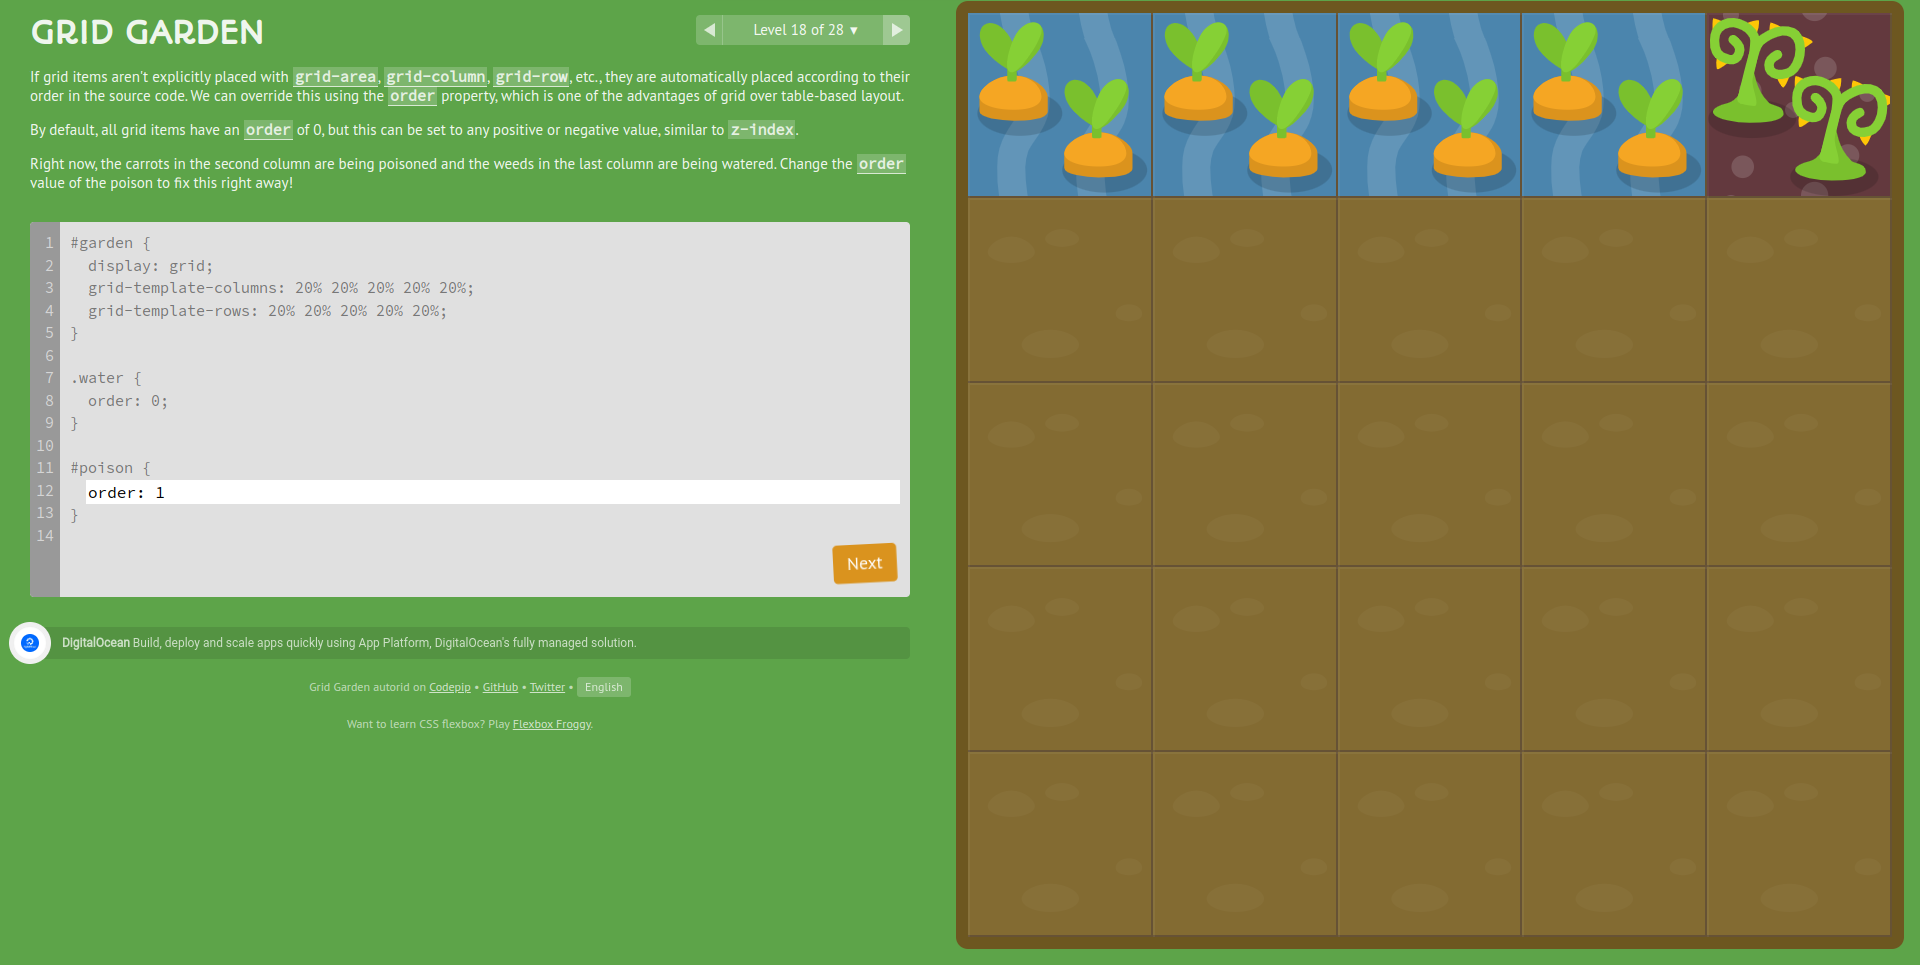 GRID GARDEN
◀ Level 18 of 28 ▾ ▶
If grid items aren't explicitly placed with grid-area, grid-column, grid-row, etc., they are automatically placed according to their
order in the source code. We can override this using the order property, which is one of the advantages of grid over table-based layout.
By default, all grid items have an order of 0, but this can be set to any positive or negative value, similar to z-index.
Right now, the carrots in the second column are being poisoned and the weeds in the last column are being watered. Change the order
value of the poison to fix this right away!
1 #garden {
2   display: grid;
3   grid-template-columns: 20% 20% 20% 20% 20%;
4   grid-template-rows: 20% 20% 20% 20% 20%;
5 }
6
7 .water {
8   order: 0;
9 }
10
11 #poison {
12   order: 1
13 }
14
Next
DigitalOcean Build, deploy and scale apps quickly using App Platform, DigitalOcean's fully managed solution.
Grid Garden autorid on Codepip • GitHub • Twitter • English
Want to learn CSS flexbox? Play Flexbox Froggy.